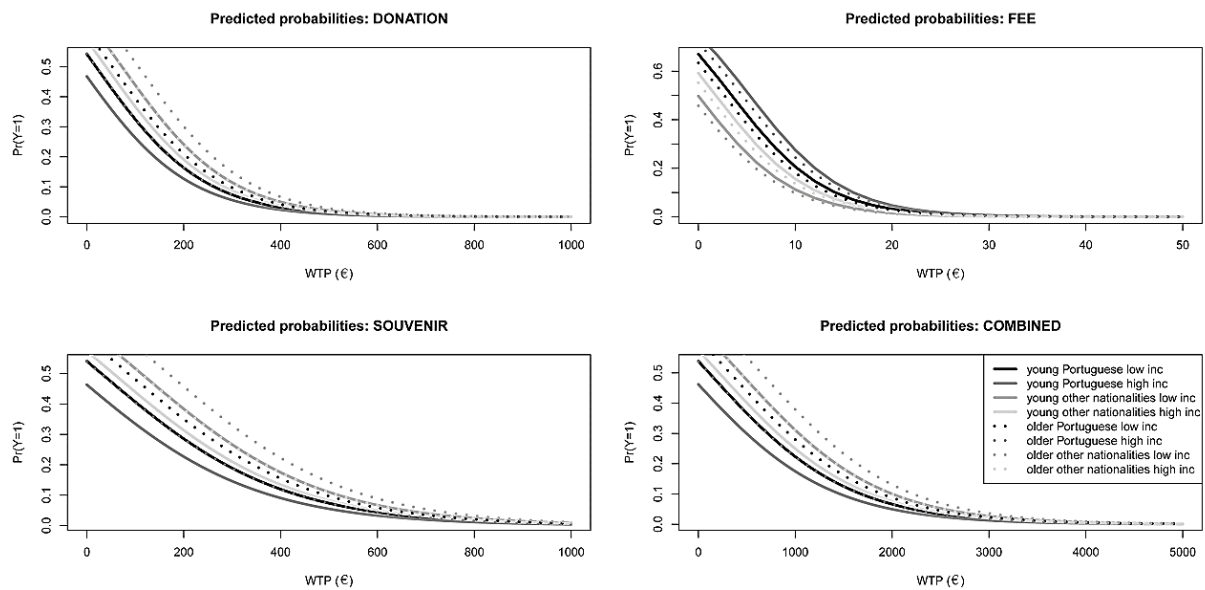 Predicted probabilities: DONATION
Pr(Y=1)
0.5
0.4
0.3
0.2
0.1
0.0
0 200 400 600 800 1000
WTP (€)
Predicted probabilities: FEE
Pr(Y=1)
0.6
0.4
0.2
0.0
0 10 20 30 40 50
WTP (€)
Predicted probabilities: SOUVENIR
Pr(Y=1)
0.5
0.4
0.3
0.2
0.1
0.0
0 200 400 600 800 1000
WTP (€)
Predicted probabilities: COMBINED
Pr(Y=1)
0.5
0.4
0.3
0.2
0.1
0.0
0 1000 2000 3000 4000 5000
WTP (€)
young Portuguese low inc
young Portuguese high inc
young other nationalities low inc
young other nationalities high inc
older Portuguese low inc
older Portuguese high inc
older other nationalities low inc
older other nationalities high inc